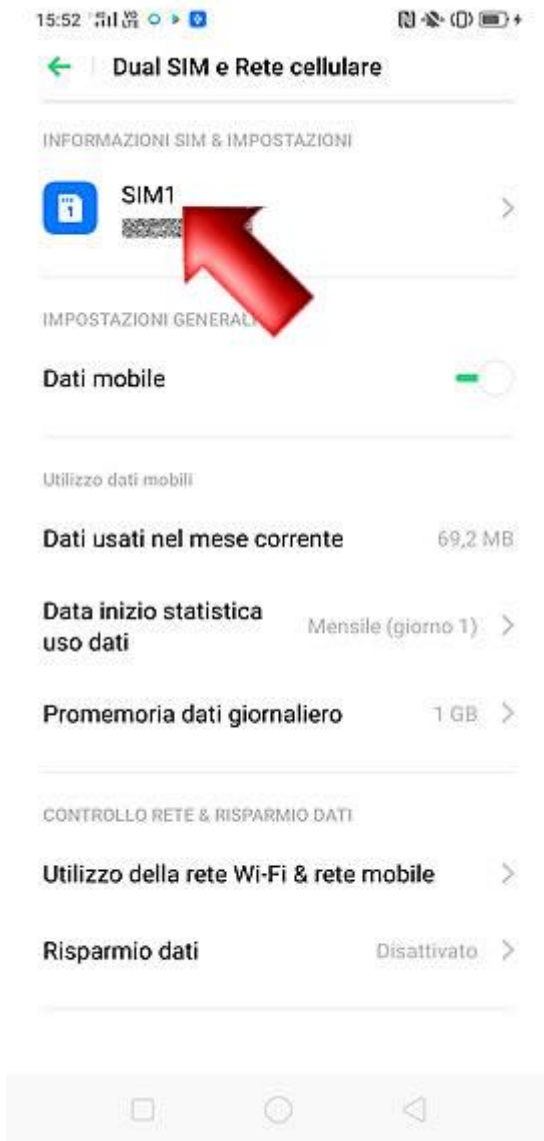 15:52
Dual SIM e Rete cellulare
INFORMAZIONI SIM & IMPOSTAZIONI
1
SIM1
IMPOSTAZIONI
Dati mobile
Utilizzo dati mobili
Dati usati nel mese corrente 69,2 MB
Data inizio statistica
uso dati
Mensile (giorno 1)
Promemoria dati giornaliero 1 GB
CONTROLLO RETE & RISPARMIO DATI
Utilizzo della rete Wi-Fi & rete mobile
Risparmio dati Disattivato